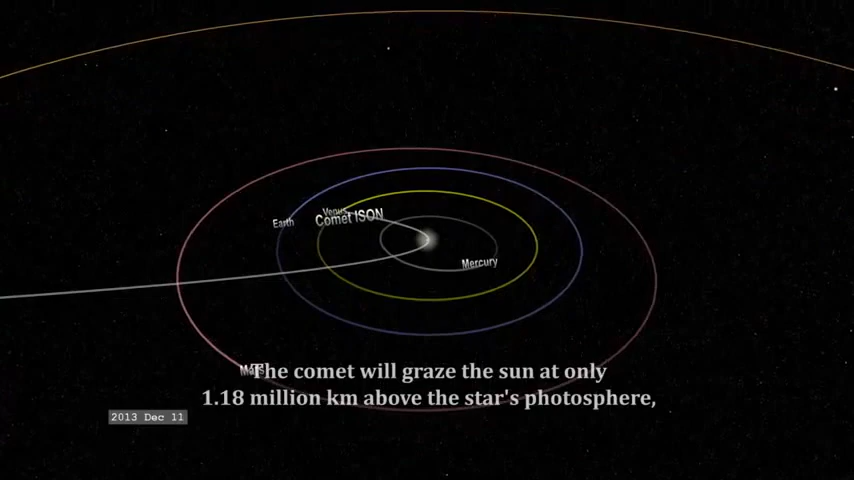 Venus
Comet ISON
Earth
Mercury
Mars
The comet will graze the sun at only
1.18 million km above the star's photosphere,
2013 Dec 11